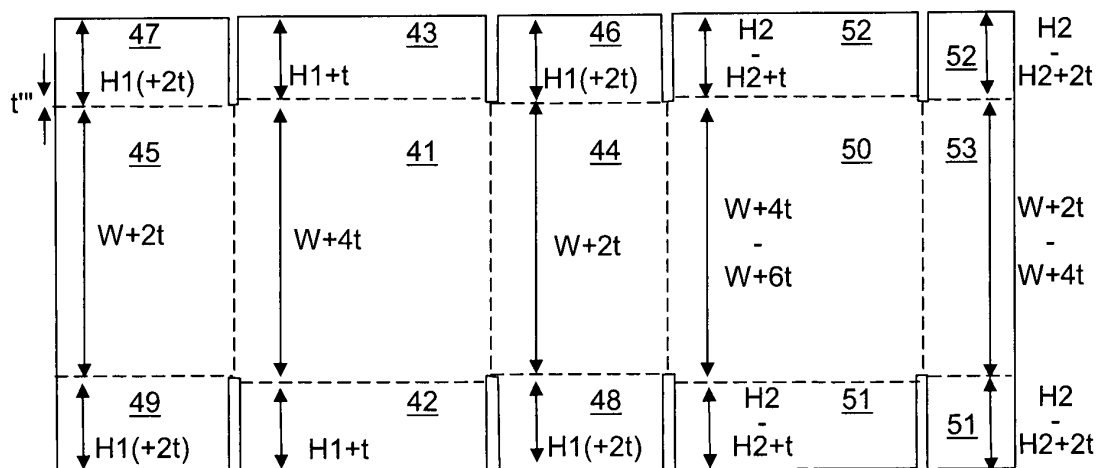 47 43 46 52 H2
H2 - H2+t
52 - H2+2t
H1(+2t) H1+t H1(+2t)
t'''
45 41 44 50 53
W+2t W+4t W+2t
W+4t - W+6t
W+2t - W+4t
49 42 48 51
H1(+2t) H1+t H1(+2t)
H2 - H2+t
51
H2 - H2+2t